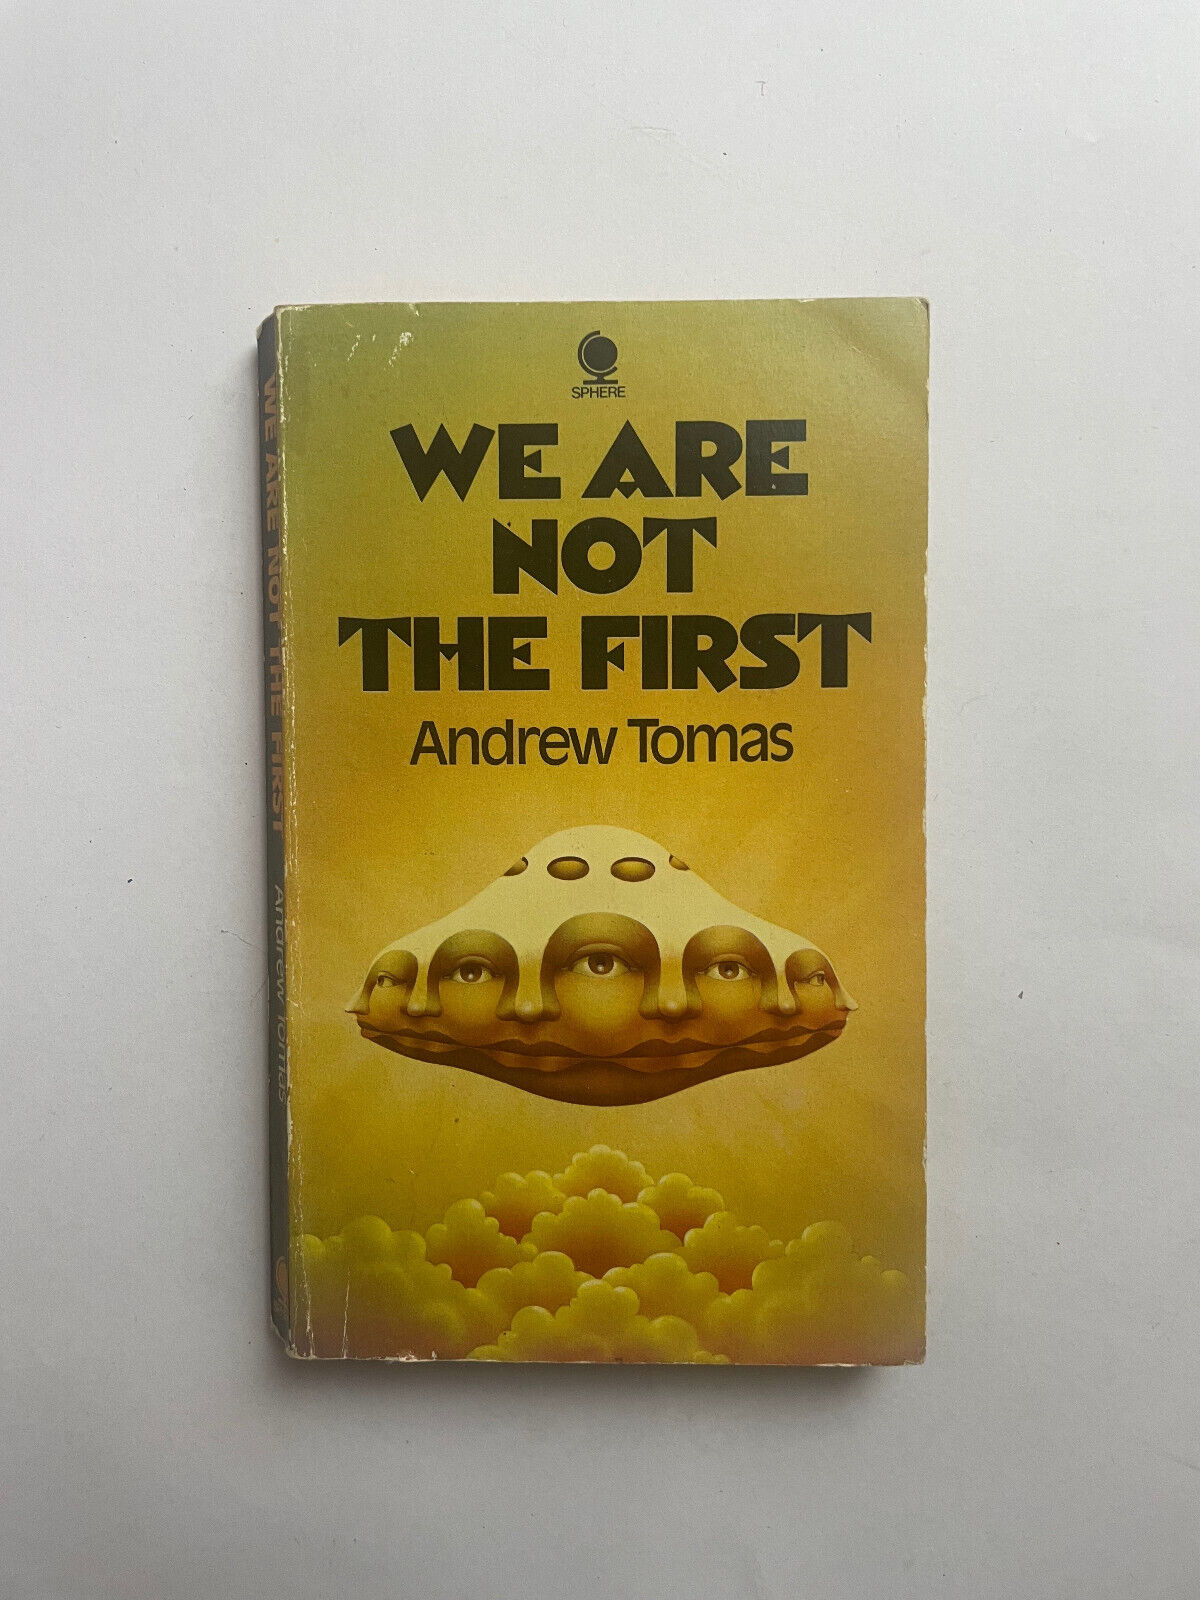 SPHERE
WE ARE
NOT
THE FIRST
Andrew Tomas
WE ARE NOT THE FIRST Andrew Tomas